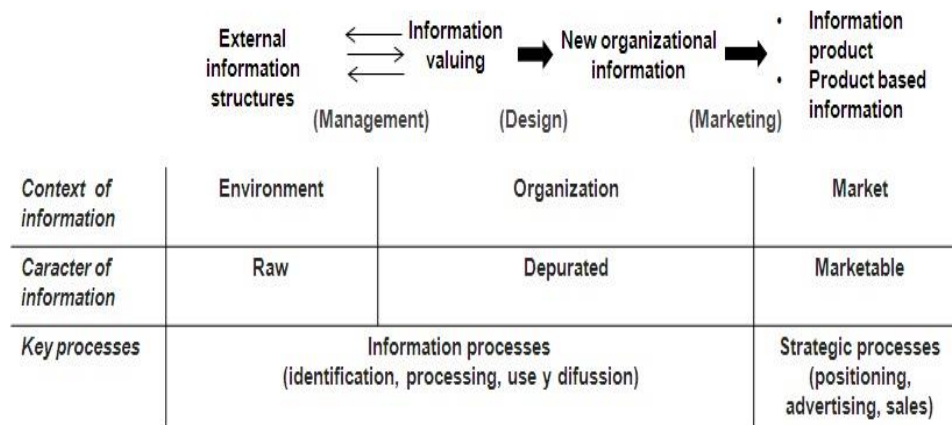 External
information
structures
Information
valuing
New organizational
information
• Information
product
• Product based
information
(Management)
(Design)
(Marketing)
Context of
information
Environment
Organization
Market
Caracter of
information
Raw
Depurated
Marketable
Key processes
Information processes
(identification, processing, use y difussion)
Strategic processes
(positioning,
advertising, sales)